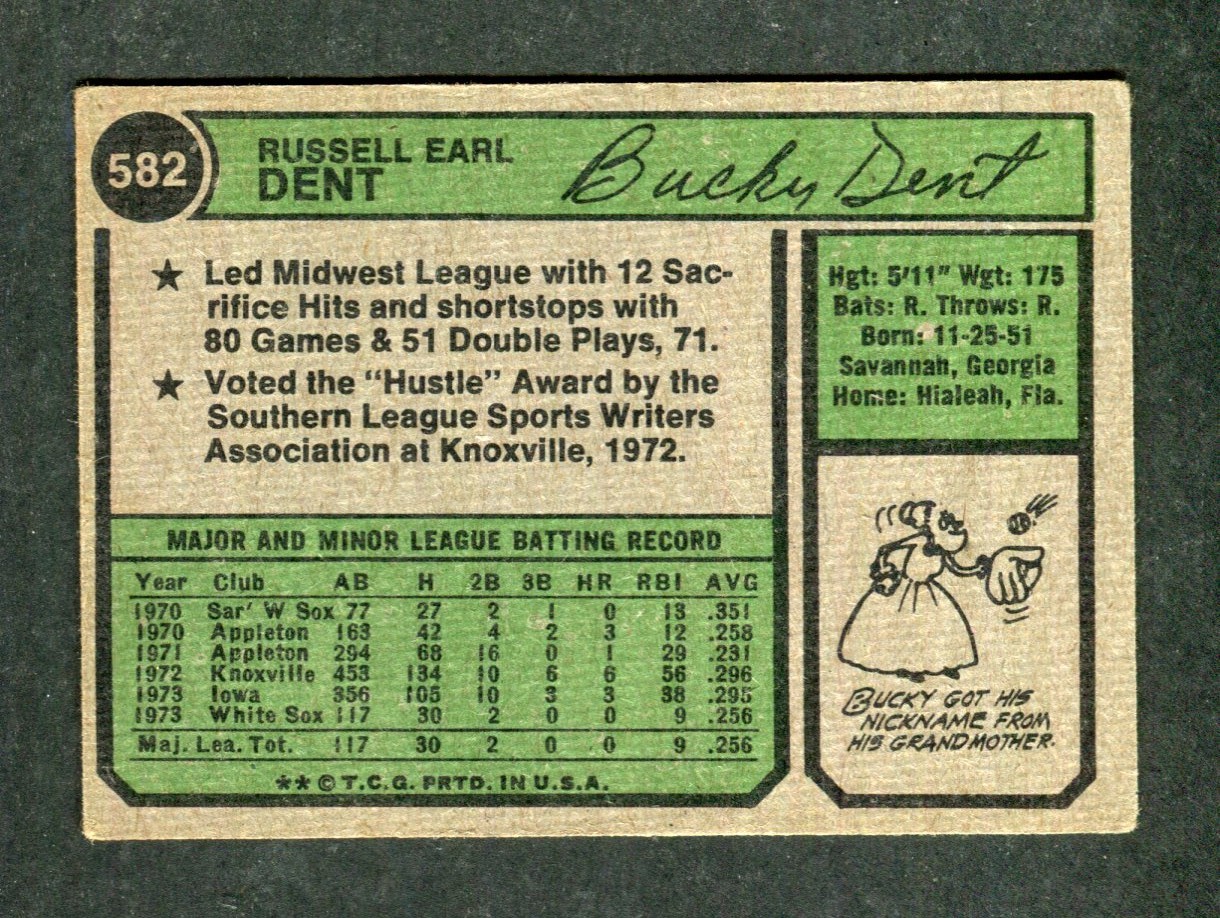 582
RUSSELL EARL
DENT
Bucky Dent
★ Led Midwest League with 12 Sac-
rifice Hits and shortstops with
80 Games & 51 Double Plays, 71.
★ Voted the "Hustle" Award by the
Southern League Sports Writers
Association at Knoxville, 1972.
Hgt: 5'11" Wgt: 175
Bats: R. Throws: R.
Born: 11-25-51
Savannah, Georgia
Home: Hialeah, Fla.
MAJOR AND MINOR LEAGUE BATTING RECORD
Year Club AB H 2B 3B HR RBI AVG
1970 Sar' W Sox 77 27 2 1 0 13 .351
1970 Appleton 163 42 4 2 3 12 .258
1971 Appleton 294 68 16 0 1 29 .231
1972 Knoxville 453 134 10 6 6 56 .296
1973 Iowa 356 105 10 3 3 38 .295
1973 White Sox 117 30 2 0 0 9 .256
Maj. Lea. Tot. 117 30 2 0 0 9 .256
** © T.C.G. PRTD. IN U.S.A.
BUCKY GOT HIS
NICKNAME FROM
HIS GRANDMOTHER.